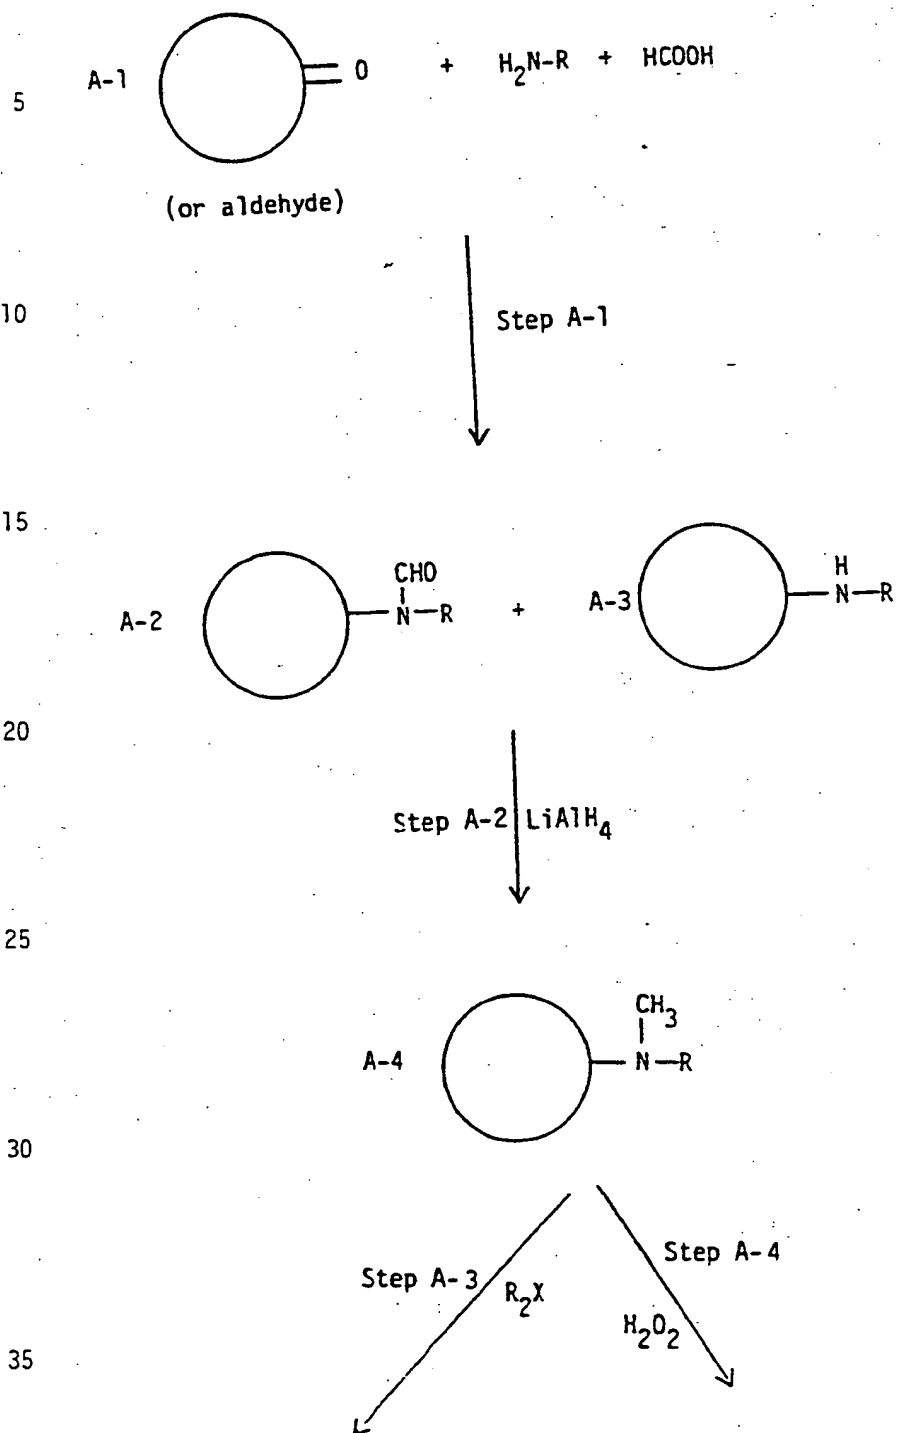 A-1 O + H2N-R + HCOOH
5
(or aldehyde)
10 Step A-1
15
CHO H
A-2 N-R + A-3 N-R
20
Step A-2 LiAlH4
25
CH3
A-4 N-R
30
Step A-4
Step A-3 R2X
H2O2
35